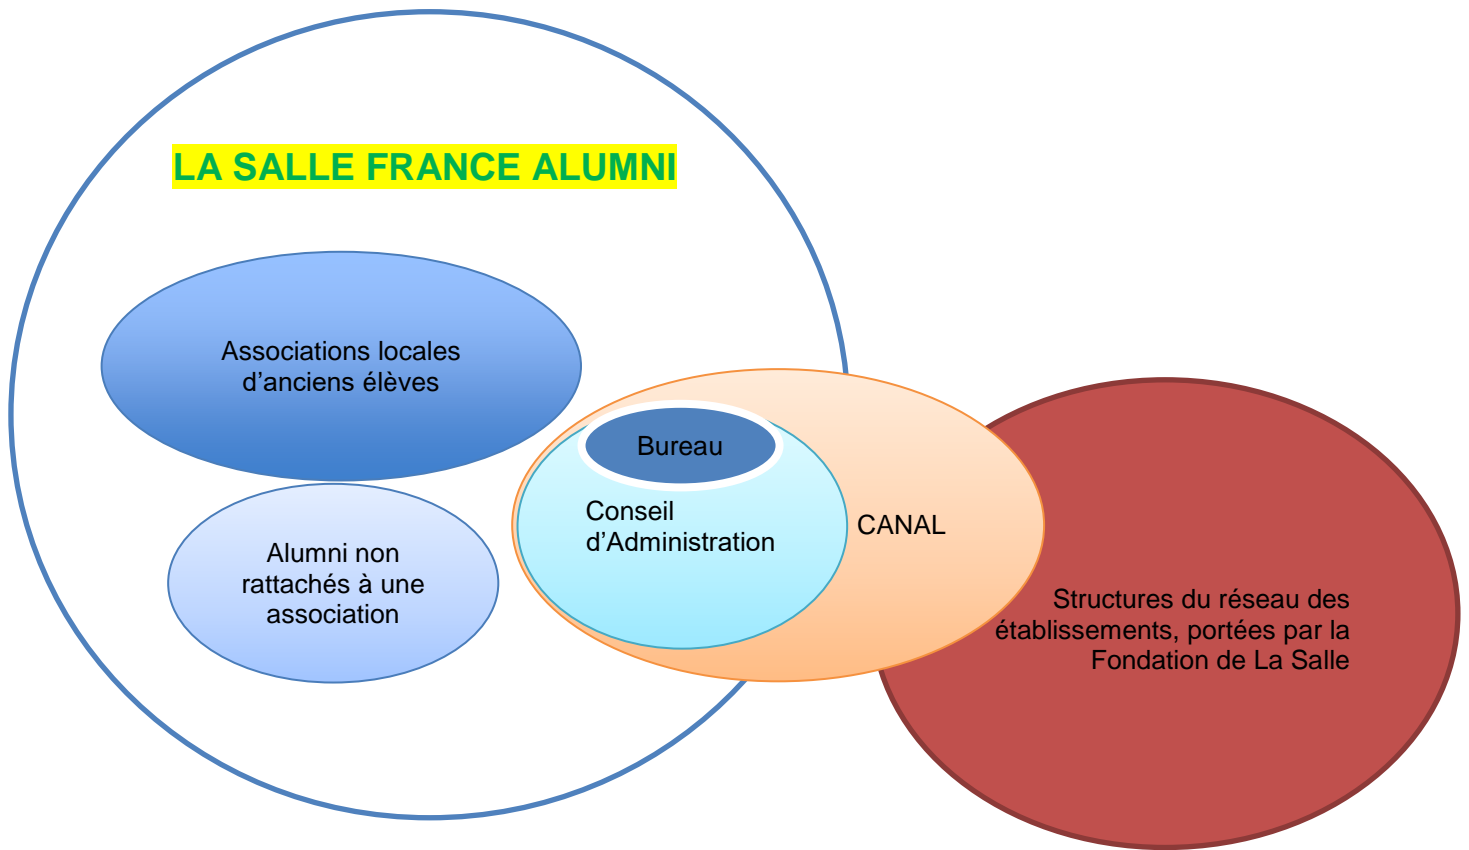 LA SALLE FRANCE ALUMNI
Associations locales
d’anciens élèves
Bureau
Conseil
d’Administration
CANAL
Alumni non
rattachés à une
association
Structures du réseau des
établissements, portées par la
Fondation de La Salle